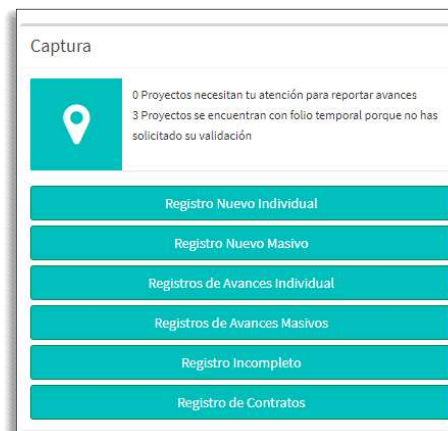 Captura
0 Proyectos necesitan tu atención para reportar avances
3 Proyectos se encuentran con folio temporal porque no has
solicitado su validación
Registro Nuevo Individual
Registro Nuevo Masivo
Registros de Avances Individual
Registros de Avances Masivos
Registro Incompleto
Registro de Contratos